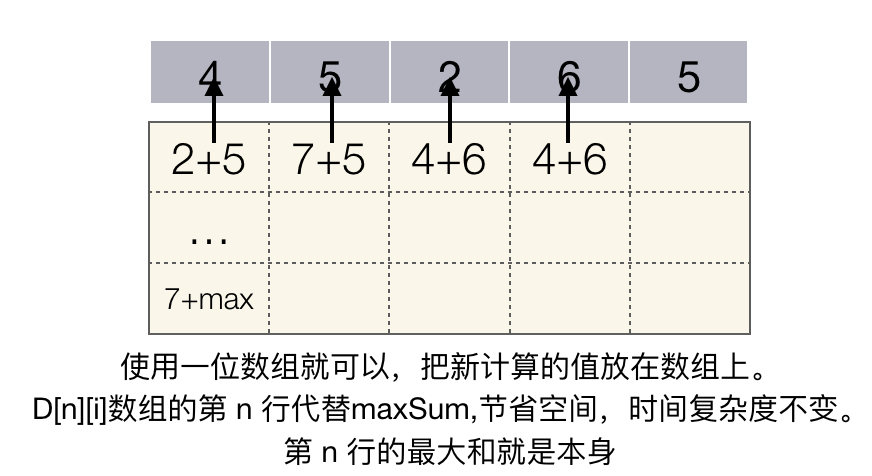 4 5 2 6 5
2+5 7+5 4+6 4+6
...
7+max
使用一位数组就可以，把新计算的值放在数组上。
D[n][i]数组的第 n 行代替maxSum,节省空间，时间复杂度不变。
第 n 行的最大和就是本身